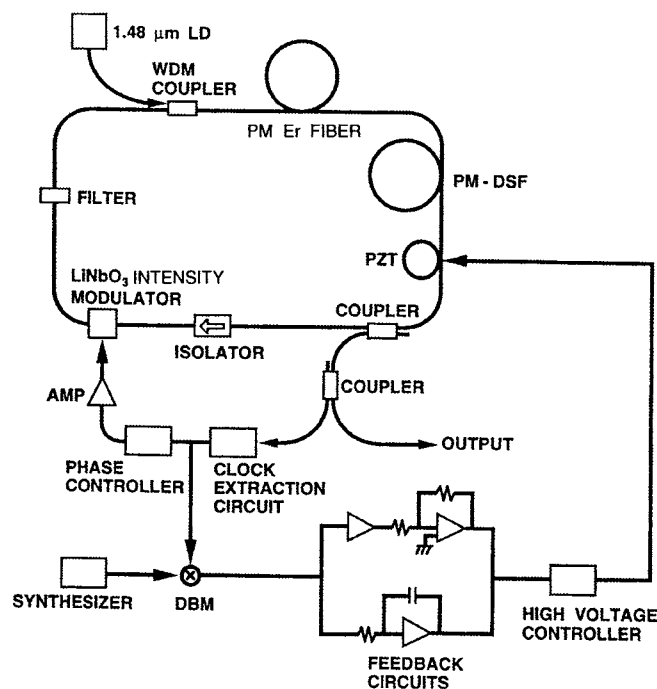 1.48 μm LD
WDM
COUPLER
PM Er FIBER
PM - DSF
FILTER
PZT
LiNbO₃ INTENSITY
MODULATOR
COUPLER
ISOLATOR
COUPLER
AMP
OUTPUT
PHASE
CONTROLLER
CLOCK
EXTRACTION
CIRCUIT
SYNTHESIZER
DBM
HIGH VOLTAGE
CONTROLLER
FEEDBACK
CIRCUITS